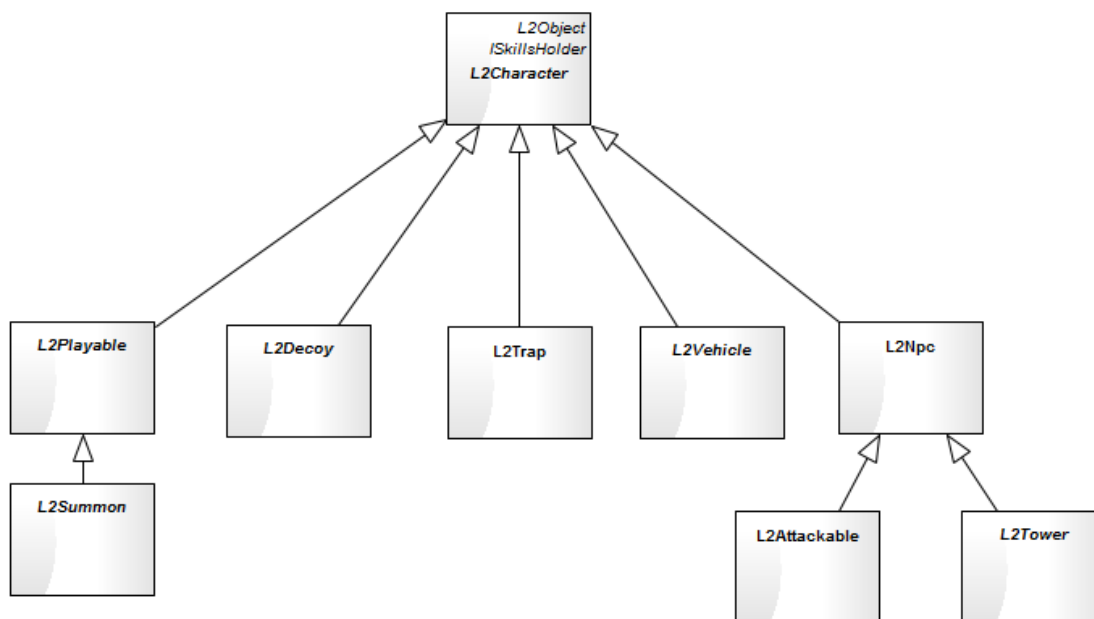 L2Object
ISkillsHolder
L2Character
L2Playable
L2Decoy
L2Trap
L2Vehicle
L2Npc
L2Summon
L2Attackable
L2Tower